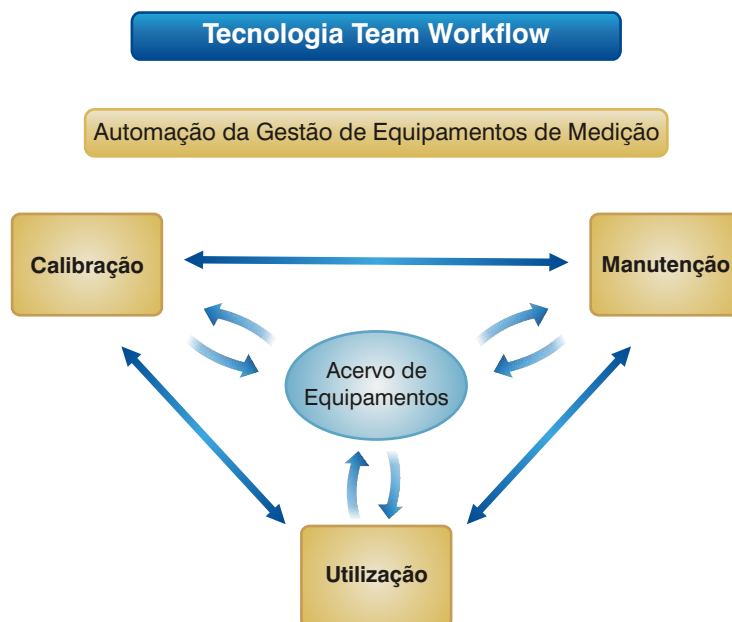 Tecnologia Team Workflow
Automação da Gestão de Equipamentos de Medição
Calibração
Manutenção
Acervo de
Equipamentos
Utilização